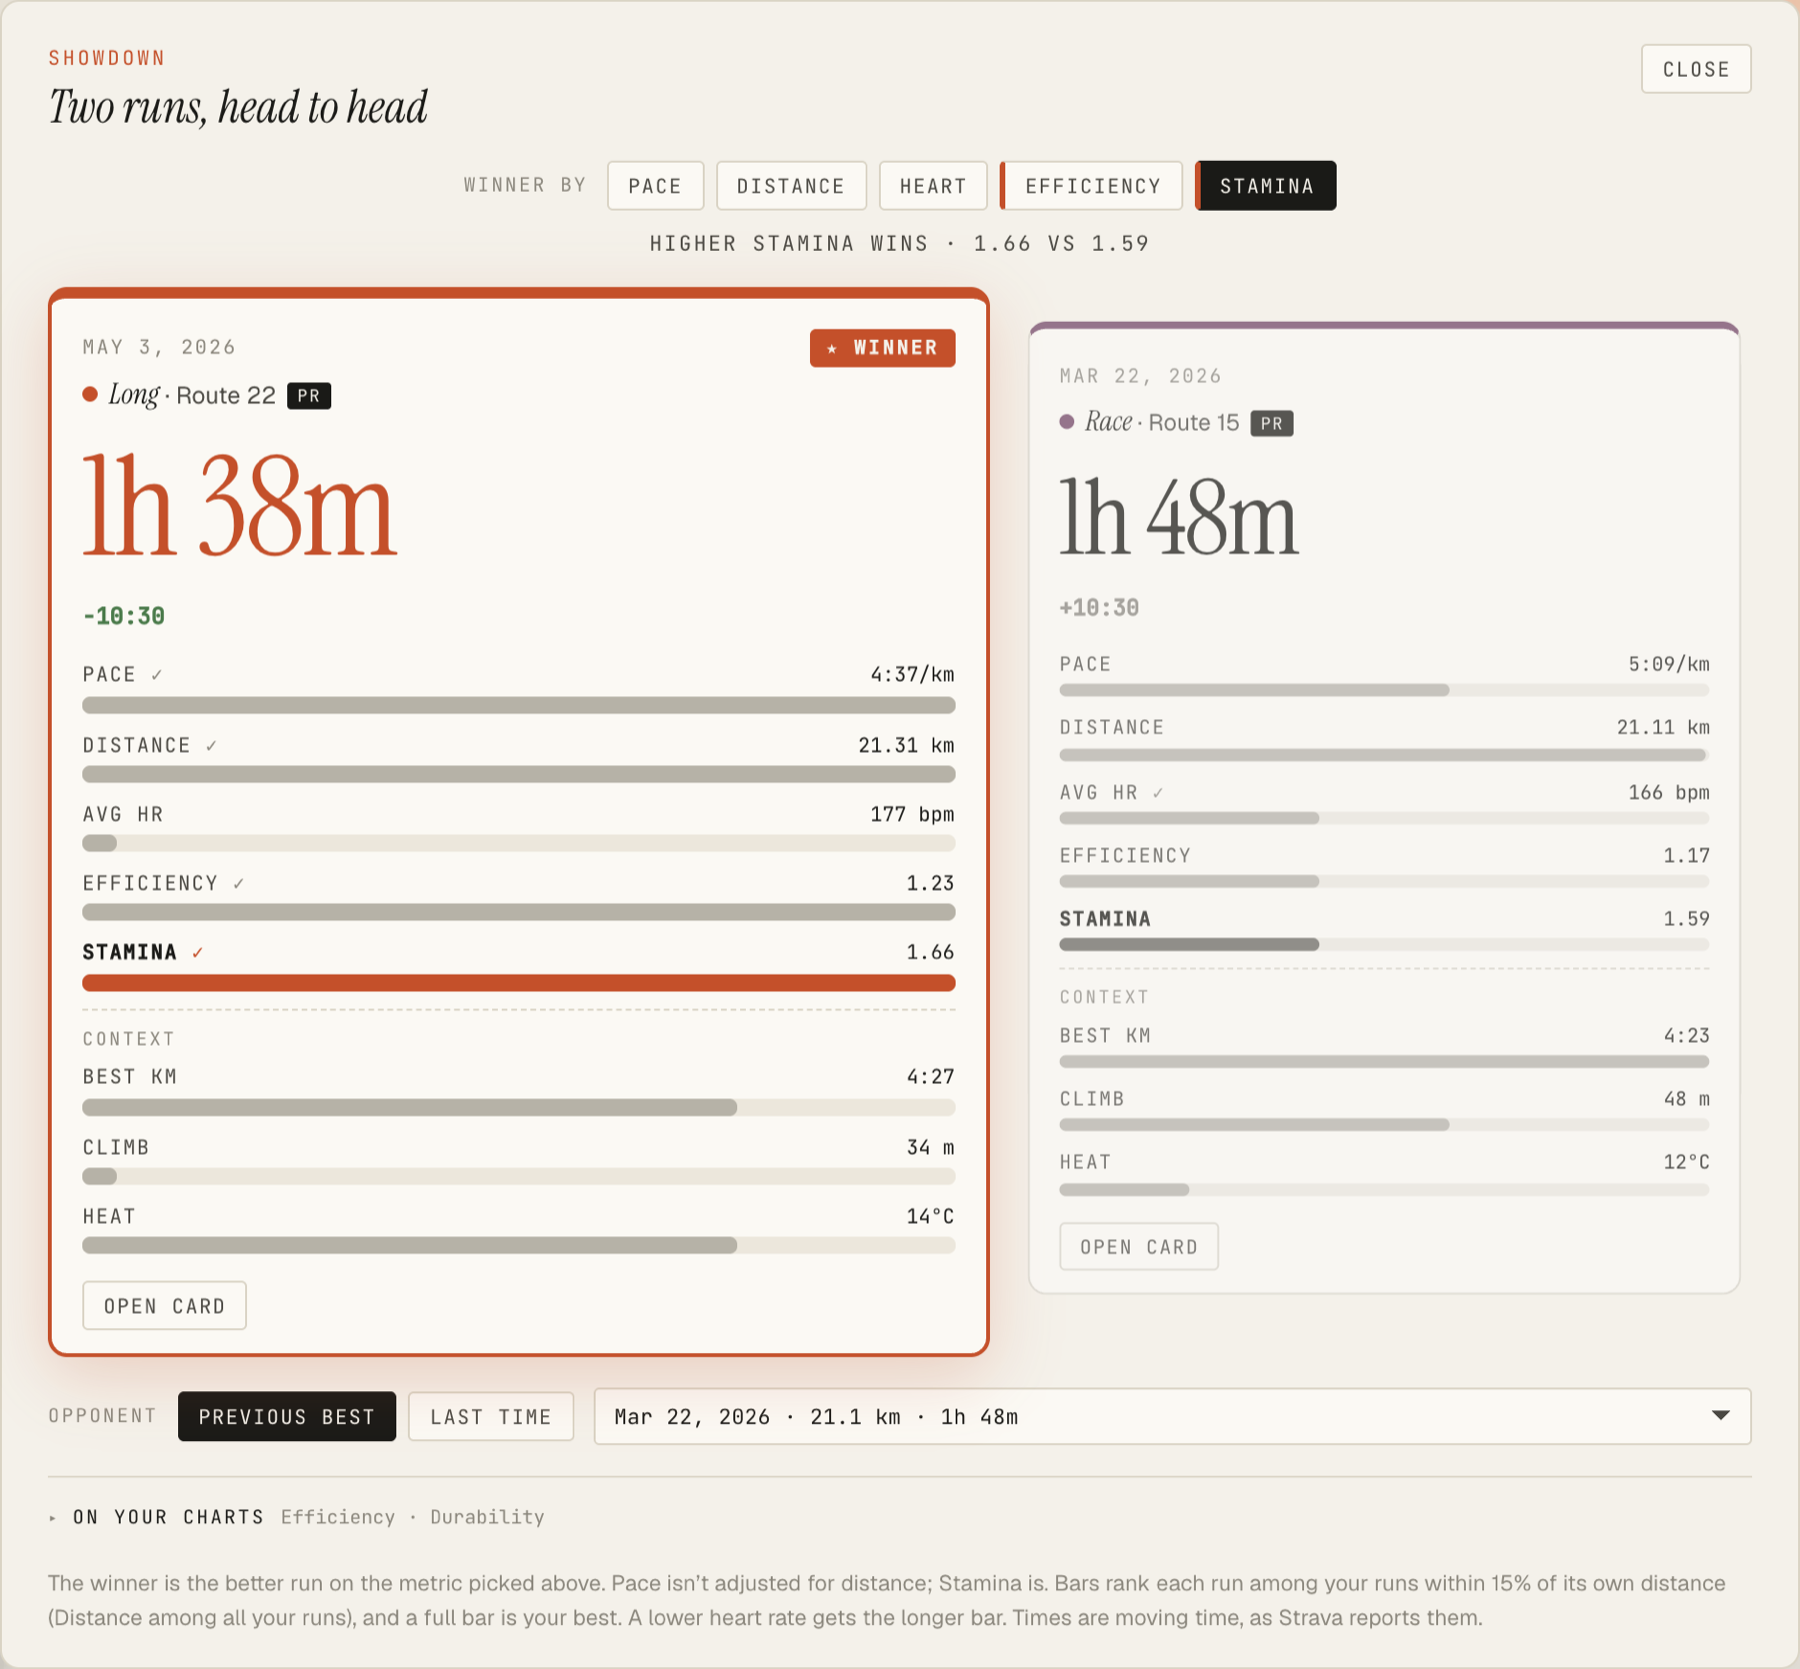 SHOWDOWN
Two runs, head to head
CLOSE
WINNER BY PACE DISTANCE HEART EFFICIENCY STAMINA
HIGHER STAMINA WINS · 1.66 VS 1.59
MAY 3, 2026
★ WINNER
Long · Route 22 PR
1h 38m
-10:30
PACE ✓ 4:37/km
DISTANCE ✓ 21.31 km
AVG HR 177 bpm
EFFICIENCY ✓ 1.23
STAMINA ✓ 1.66
CONTEXT
BEST KM 4:27
CLIMB 34 m
HEAT 14°C
OPEN CARD
MAR 22, 2026
Race · Route 15 PR
1h 48m
+10:30
PACE 5:09/km
DISTANCE 21.11 km
AVG HR ✓ 166 bpm
EFFICIENCY 1.17
STAMINA 1.59
CONTEXT
BEST KM 4:23
CLIMB 48 m
HEAT 12°C
OPEN CARD
OPPONENT PREVIOUS BEST LAST TIME Mar 22, 2026 · 21.1 km · 1h 48m
▸ ON YOUR CHARTS Efficiency · Durability
The winner is the better run on the metric picked above. Pace isn’t adjusted for distance; Stamina is. Bars rank each run among your runs within 15% of its own distance
(Distance among all your runs), and a full bar is your best. A lower heart rate gets the longer bar. Times are moving time, as Strava reports them.